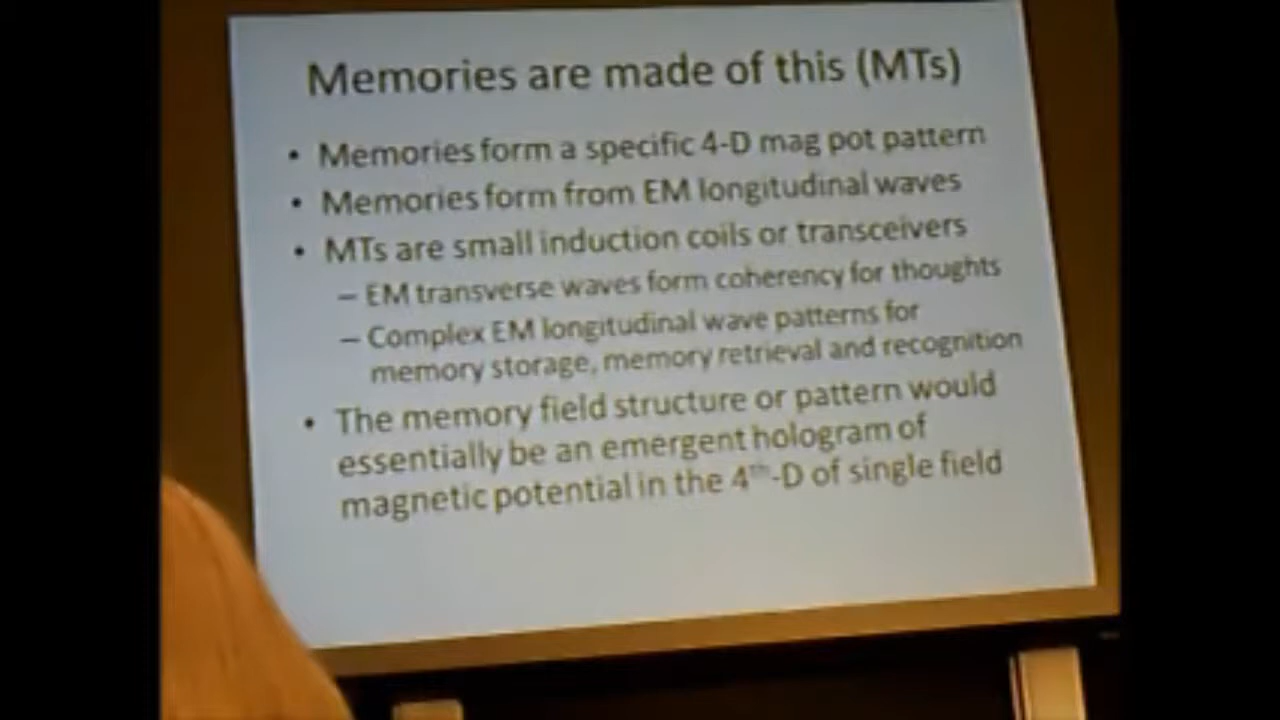 Memories are made of this (MTs)
• Memories form a specific 4-D mag pot pattern
• Memories form from EM longitudinal waves
• MTs are small induction coils or transceivers
– EM transverse waves form coherency for thoughts
– Complex EM longitudinal wave patterns for
memory storage, memory retrieval and recognition
• The memory field structure or pattern would
essentially be an emergent hologram of
magnetic potential in the 4th-D of single field